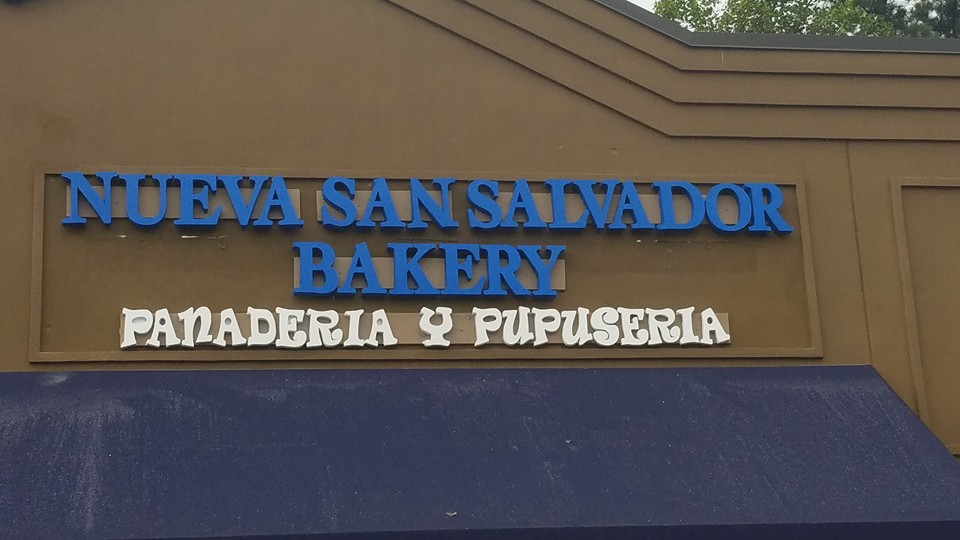 NUEVA SAN SALVADOR
BAKERY
PANADERIA Y PUPUSERIA